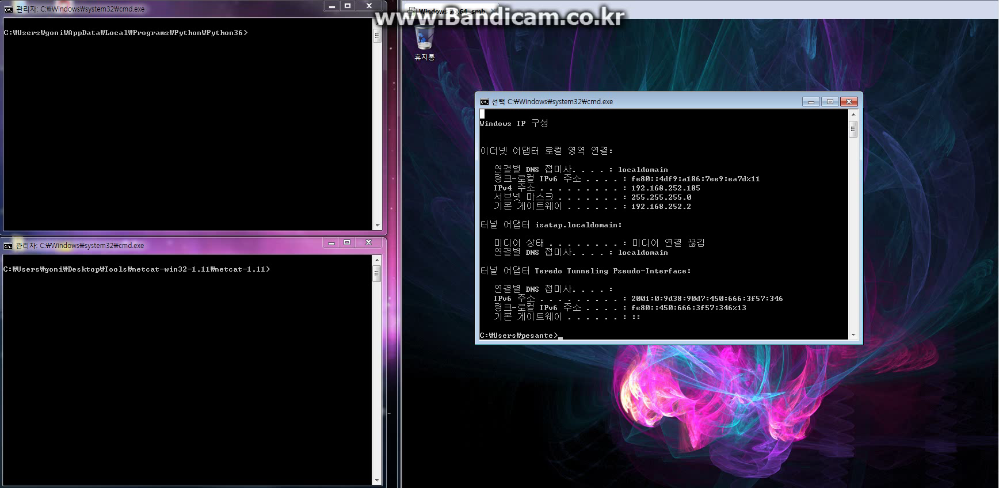 관리자: C:\Windows\system32\cmd.exe
C:\Users\goni\AppData\Local\Programs\Python\Python36>
관리자: C:\Windows\system32\cmd.exe
C:\Users\goni\Desktop\Tools\netcat-win32-1.11\netcat-1.11>
Windows 7 x64_smb
www.Bandicam.co.kr
휴지통
선택 C:\Windows\system32\cmd.exe
Windows IP 구성
이더넷 어댑터 로컬 영역 연결:
연결별 DNS 접미사. . . . : localdomain
링크-로컬 IPv6 주소 . . . . : fe80::4df9:a186:7ee9:ea7d%11
IPv4 주소 . . . . . . . . . : 192.168.252.185
서브넷 마스크 . . . . . . . : 255.255.255.0
기본 게이트웨이 . . . . . . : 192.168.252.2
터널 어댑터 isatap.localdomain:
미디어 상태 . . . . . . . . : 미디어 연결 끊김
연결별 DNS 접미사. . . . : localdomain
터널 어댑터 Teredo Tunneling Pseudo-Interface:
연결별 DNS 접미사. . . . :
IPv6 주소 . . . . . . . . . : 2001:0:9d38:90d7:450:666:3f57:346
링크-로컬 IPv6 주소 . . . . : fe80::450:666:3f57:346%13
기본 게이트웨이 . . . . . . : ::
C:\Users\pesante>_